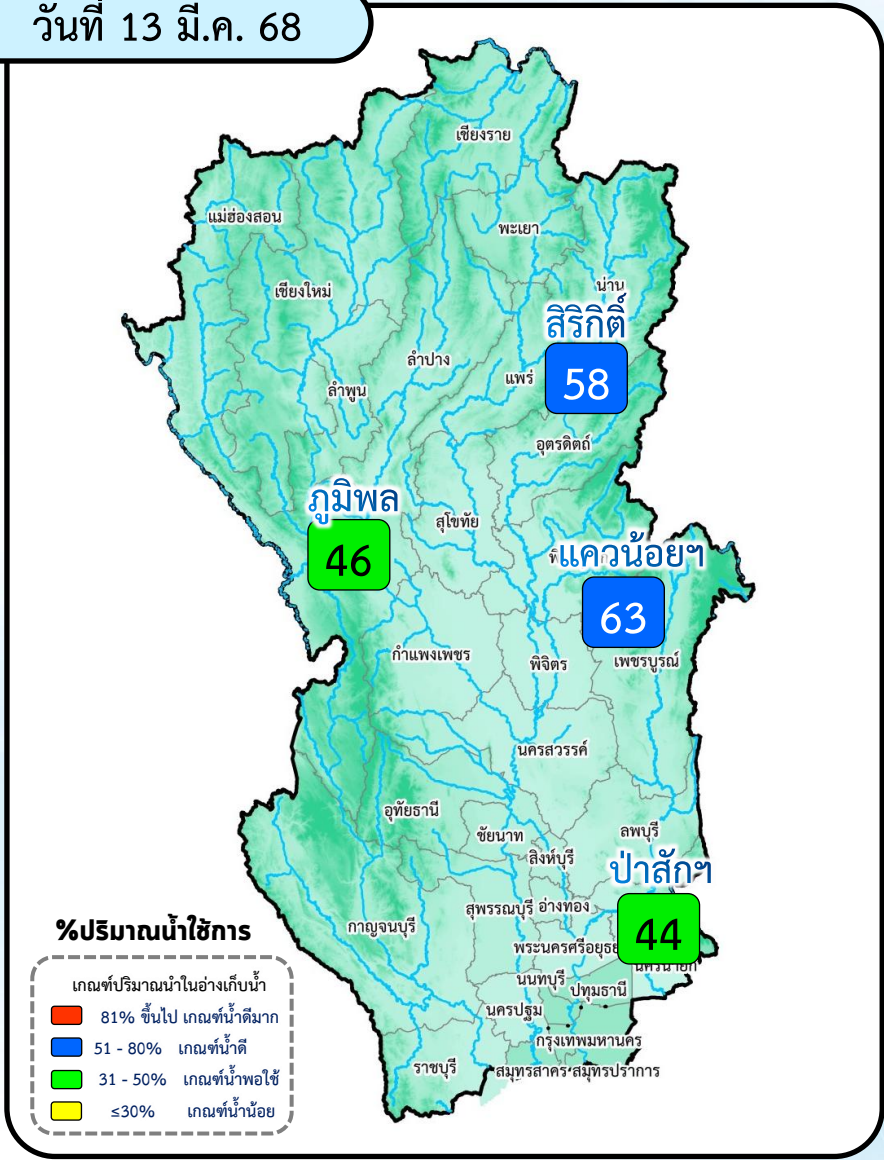 วันที่ 13 มี.ค. 68
เชียงราย
แม่ฮ่องสอน
พะเยา
น่าน
เชียงใหม่
สิริกิติ์
58
ลำปาง
แพร่
ลำพูน
อุตรดิตถ์
ภูมิพล
46
สุโขทัย
แควน้อยฯ
63
กำแพงเพชร
พิจิตร
เพชรบูรณ์
นครสวรรค์
อุทัยธานี
ชัยนาท
ลพบุรี
สิงห์บุรี
ป่าสักฯ
44
สุพรรณบุรี
อ่างทอง
กาญจนบุรี
พระนครศรีอยุธย
นครนายก
นนทบุรี
ปทุมธานี
นครปฐม
กรุงเทพมหานคร
ราชบุรี
สมุทรสาคร
สมุทรปราการ
%ปริมาณน้ำใช้การ
เกณฑ์ปริมาณนำในอ่างเก็บน้ำ
81% ขึ้นไป เกณฑ์น้ำดีมาก
51 - 80% เกณฑ์น้ำดี
31 - 50% เกณฑ์น้ำพอใช้
≤30% เกณฑ์น้ำน้อย